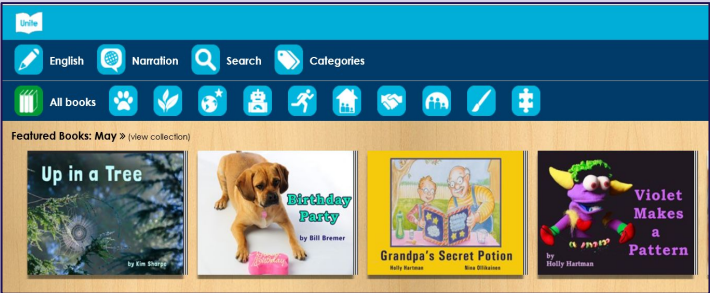 Unite
English Narration Search Categories
All books
Featured Books: May » (view collection)
Up in a Tree
by Kim Sharpe
Birthday
Party
by Bill Bremer
Birthday
Grandpa's Secret Potion
Holly Hartman Nina Ollikainen
Violet
Makes
a
Pattern
by
Holly Hartman